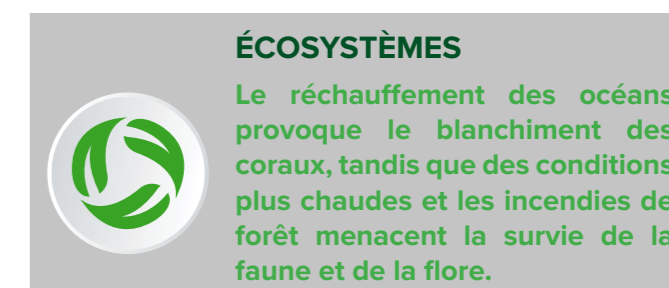 ÉCOSYSTÈMES
Le réchauffement des océans
provoque le blanchiment des
coraux, tandis que des conditions
plus chaudes et les incendies de
forêt menacent la survie de la
faune et de la flore.